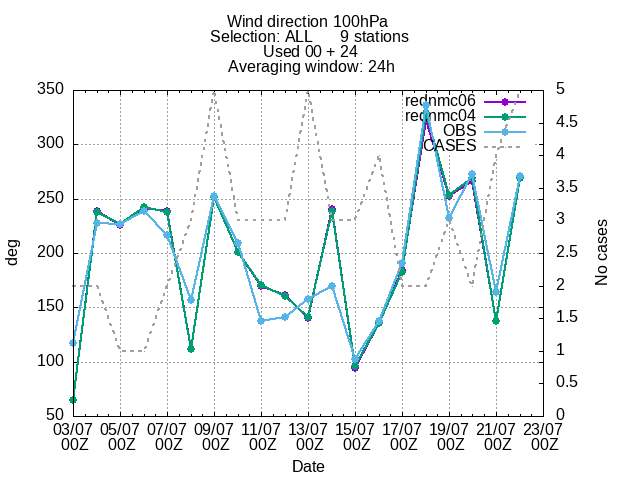 Wind direction 100hPa
Selection: ALL 9 stations
Used 00 + 24
Averaging window: 24h
rednmc06
rednmc04
OBS
CASES
350
300
250
200
150
100
50
deg
5
4.5
4
3.5
3
2.5
2
1.5
1
0.5
0
No cases
03/07 05/07 07/07 09/07 11/07 13/07 15/07 17/07 19/07 21/07 23/07
00Z 00Z 00Z 00Z 00Z 00Z 00Z 00Z 00Z 00Z 00Z
Date